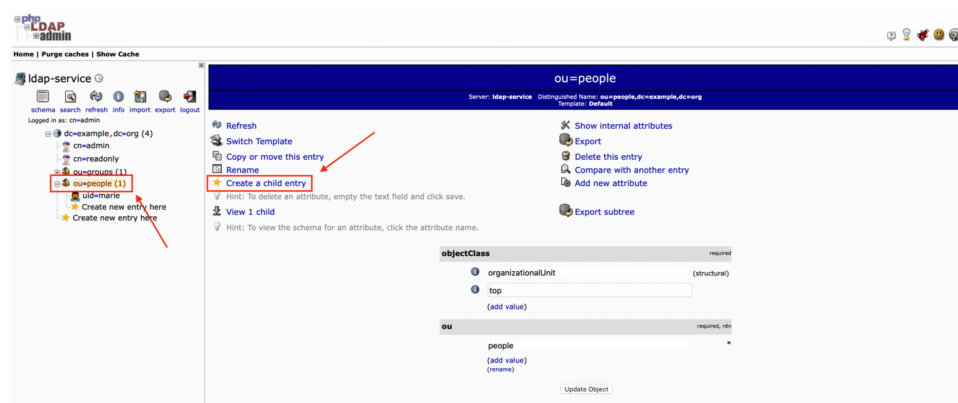 php
LDAP
admin
Home | Purge caches | Show Cache
ldap-service
schema search refresh info import export logout
Logged in as: cn=admin
dc=example,dc=org (4)
cn=admin
cn=readonly
ou=groups (1)
ou=people (1)
uid=marie
Create new entry here
Create new entry here
ou=people
Server: ldap-service Distinguished Name: ou=people,dc=example,dc=org
Template: Default
Refresh
Switch Template
Copy or move this entry
Rename
Create a child entry
Hint: To delete an attribute, empty the text field and click save.
View 1 child
Hint: To view the schema for an attribute, click the attribute name.
Show internal attributes
Export
Delete this entry
Compare with another entry
Add new attribute
Export subtree
objectClass required
organizationalUnit (structural)
top
(add value)
ou required, rdn
people *
(add value)
(rename)
Update Object